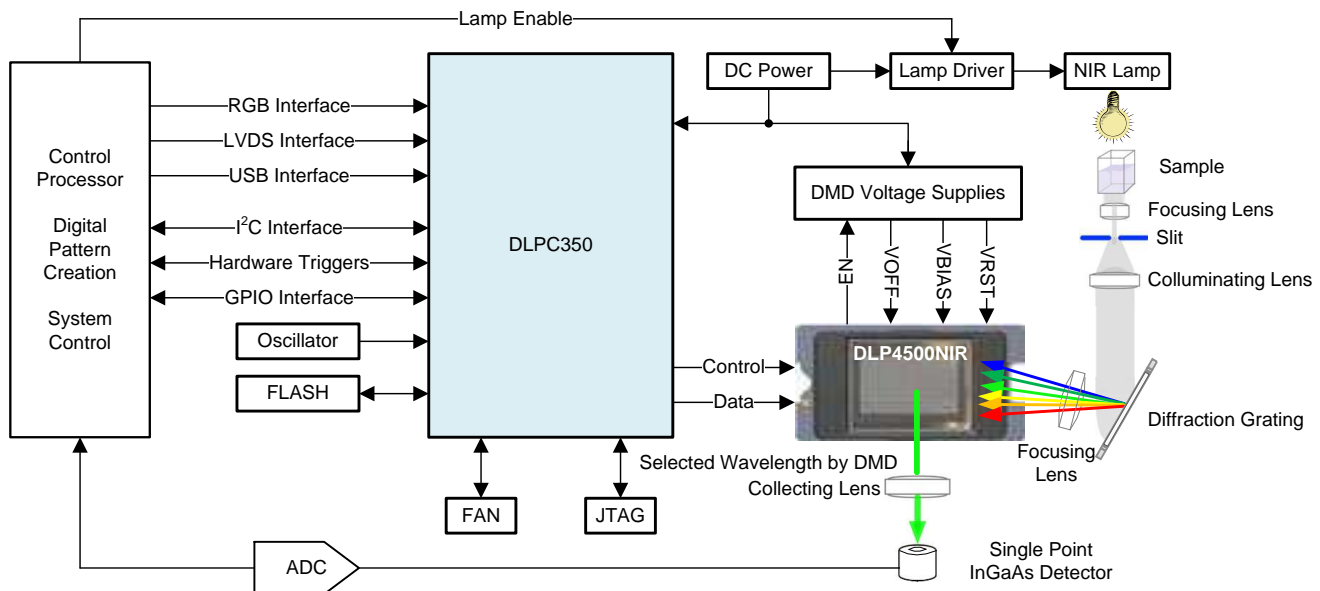 Lamp Enable
DC Power
Lamp Driver
NIR Lamp
Control
Processor
Digital
Pattern
Creation
System
Control
RGB Interface
LVDS Interface
USB Interface
I2C Interface
Hardware Triggers
GPIO Interface
Oscillator
FLASH
DLPC350
FAN
JTAG
DMD Voltage Supplies
EN
VOFF
VBIAS
VRST
Control
Data
DLP4500NIR
Sample
Focusing Lens
Slit
Colluminating Lens
Diffraction Grating
Focusing
Lens
Selected Wavelength by DMD
Collecting Lens
Single Point
InGaAs Detector
ADC